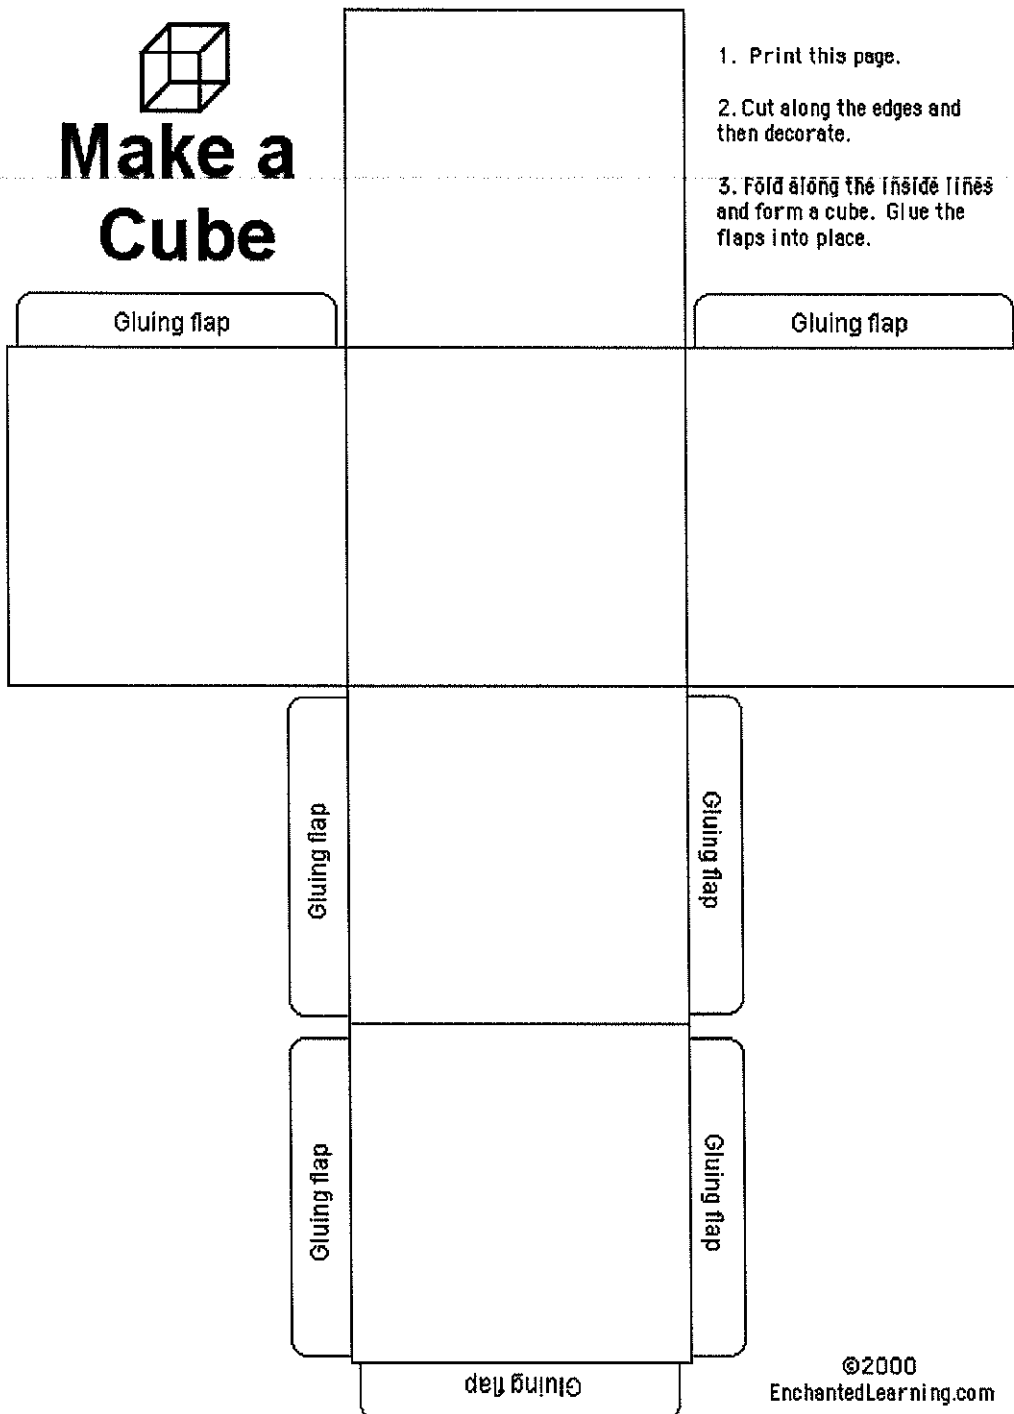 Make a
Cube
1. Print this page.
2. Cut along the edges and
then decorate.
3. Fold along the inside lines
and form a cube. Glue the
flaps into place.
Gluing flap
Gluing flap
Gluing flap
Gluing flap
Gluing flap
Gluing flap
Gluing flap
©2000
EnchantedLearning.com